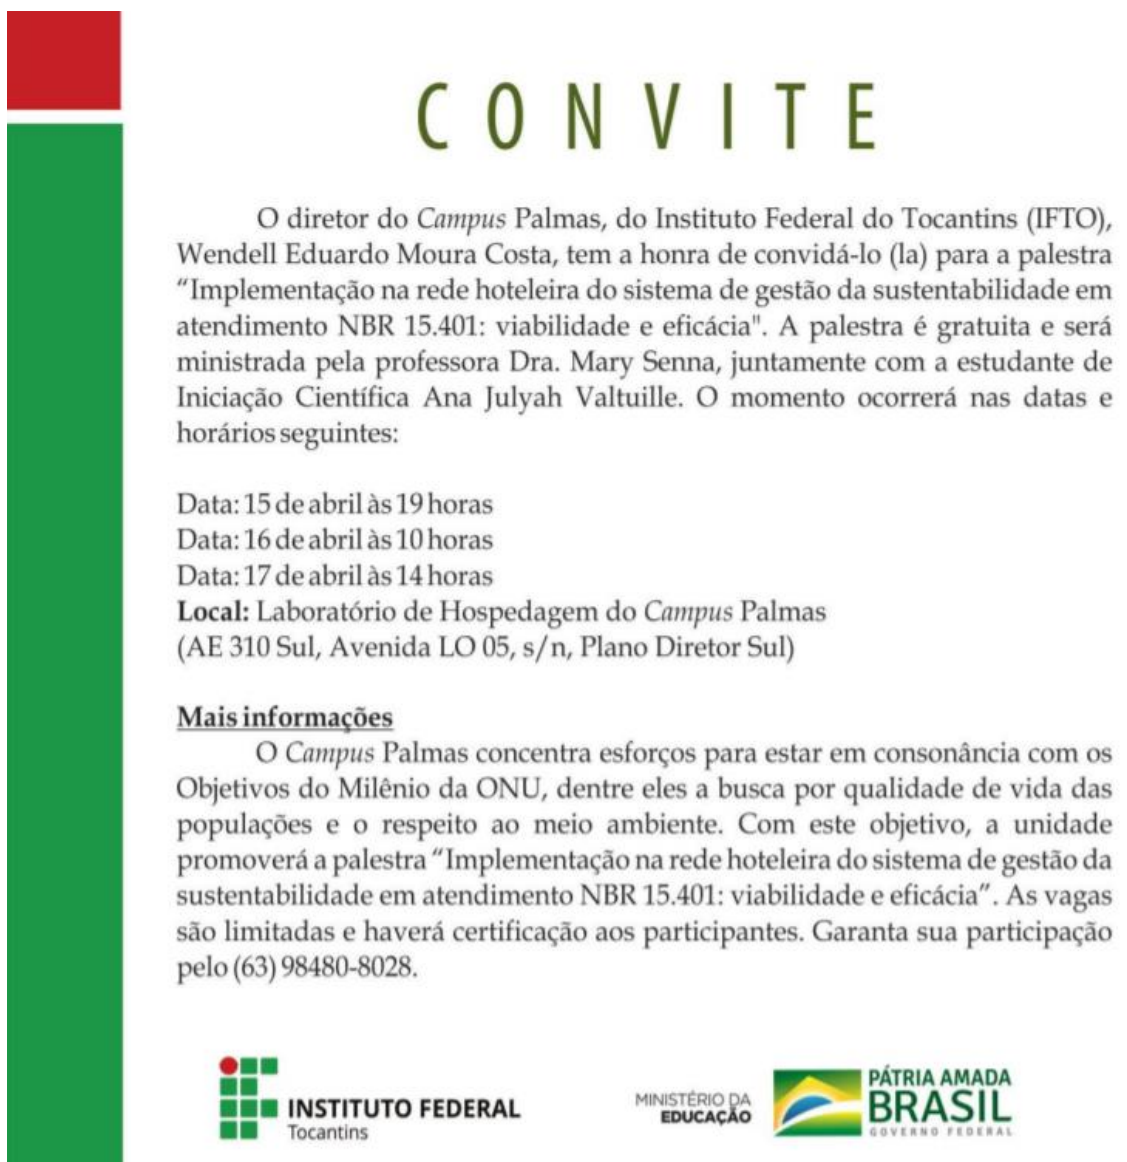 CONVITE
O diretor do Campus Palmas, do Instituto Federal do Tocantins (IFTO),
Wendell Eduardo Moura Costa, tem a honra de convidá-lo (la) para a palestra
“Implementação na rede hoteleira do sistema de gestão da sustentabilidade em
atendimento NBR 15.401: viabilidade e eficácia". A palestra é gratuita e será
ministrada pela professora Dra. Mary Senna, juntamente com a estudante de
Iniciação Científica Ana Julyah Valtuille. O momento ocorrerá nas datas e
horários seguintes:
Data: 15 de abril às 19 horas
Data: 16 de abril às 10 horas
Data: 17 de abril às 14 horas
Local: Laboratório de Hospedagem do Campus Palmas
(AE 310 Sul, Avenida LO 05, s/n, Plano Diretor Sul)
Mais informações
O Campus Palmas concentra esforços para estar em consonância com os
Objetivos do Milênio da ONU, dentre eles a busca por qualidade de vida das
populações e o respeito ao meio ambiente. Com este objetivo, a unidade
promoverá a palestra “Implementação na rede hoteleira do sistema de gestão da
sustentabilidade em atendimento NBR 15.401: viabilidade e eficácia”. As vagas
são limitadas e haverá certificação aos participantes. Garanta sua participação
pelo (63) 98480-8028.
INSTITUTO FEDERAL
Tocantins
MINISTÉRIO DA
EDUCAÇÃO
PÁTRIA AMADA
BRASIL
GOVERNO FEDERAL